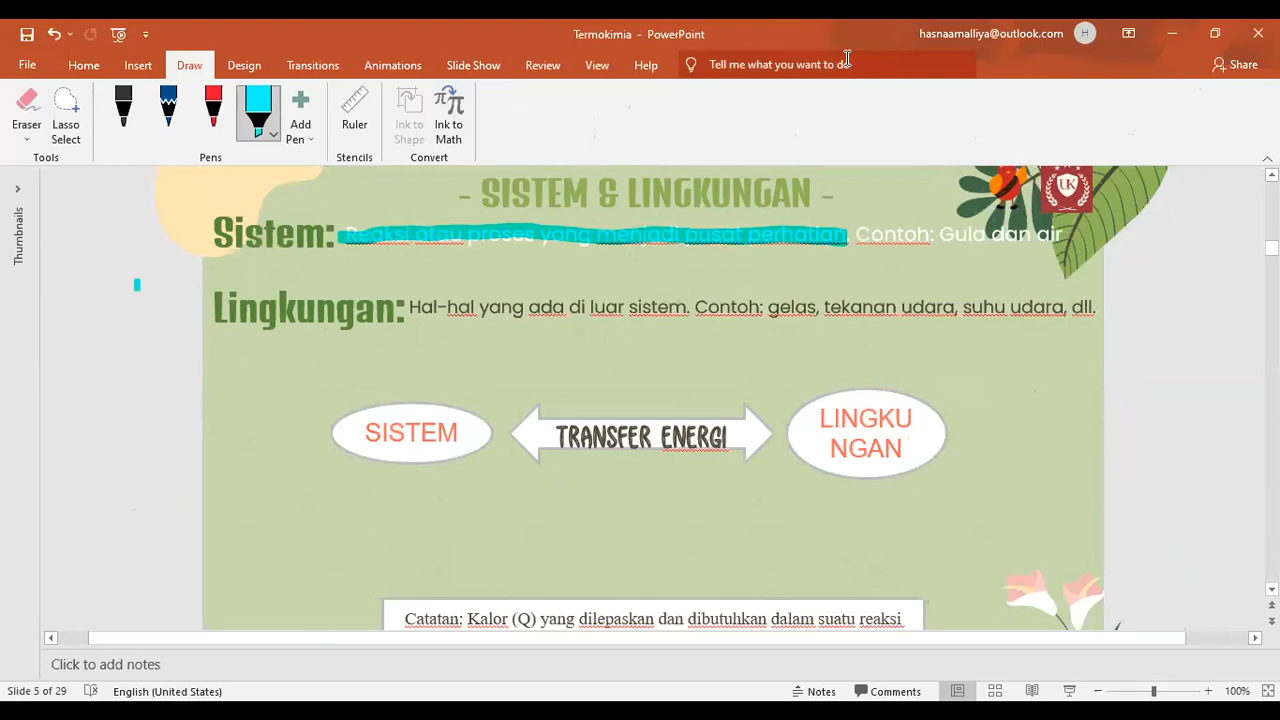 Termokimia - PowerPoint
hasnaamalliya@outlook.com
H
File Home Insert Draw Design Transitions Animations Slide Show Review View Help Tell me what you want to do Share
Eraser
Lasso Select
Add Pen
Ruler
Ink to Shape
Ink to Math
Tools Pens Stencils Convert
Thumbnails
- SISTEM & LINGKUNGAN -
UK
Sistem: Reaksi atau proses yang menjadi pusat perhatian. Contoh: Gula dan air
Lingkungan: Hal-hal yang ada di luar sistem. Contoh: gelas, tekanan udara, suhu udara, dll.
SISTEM
TRANSFER ENERGI
LINGKU
NGAN
Catatan: Kalor (Q) yang dilepaskan dan dibutuhkan dalam suatu reaksi
Click to add notes
Slide 5 of 29 English (United States) Notes Comments 100%